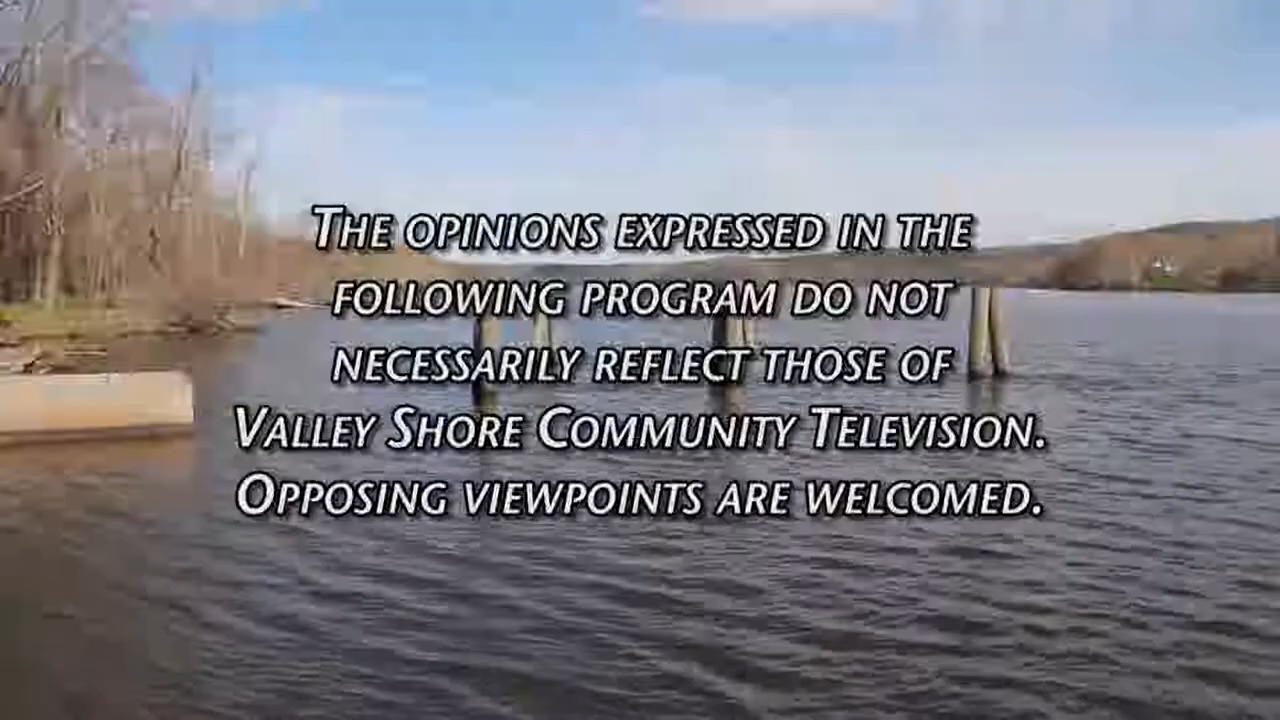 The opinions expressed in the
following program do not
necessarily reflect those of
Valley Shore Community Television.
Opposing viewpoints are welcomed.